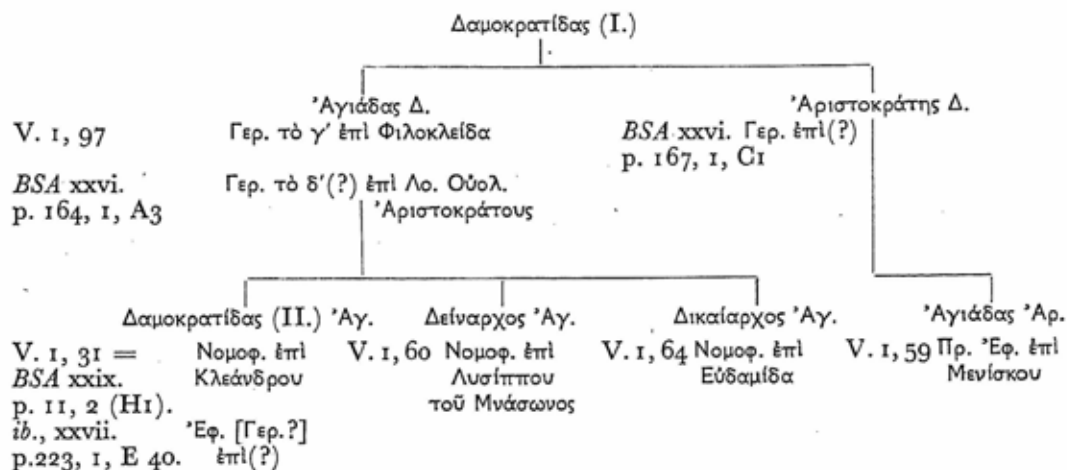 Δαμοκρατίδας (I.)
Ἀγιάδας Δ. Ἀριστοκράτης Δ.
V. 1, 97 Γερ. τὸ γ′ ἐπὶ Φιλοκλείδα BSA xxvi. Γερ. ἐπὶ(?)
p. 167, 1, C1
BSA xxvi. Γερ. τὸ δ′(?) ἐπὶ Λο. Οὐολ.
p. 164, 1, A3 Ἀριστοκράτους
Δαμοκρατίδας (II.) Ἀγ. Δείναρχος Ἀγ. Δικαίαρχος Ἀγ. Ἀγιάδας Ἀρ.
V. 1, 31 = Νομοφ. ἐπὶ V. 1, 60 Νομοφ. ἐπὶ V. 1, 64 Νομοφ. ἐπὶ V. 1, 59 Πρ. Ἐφ. ἐπὶ
BSA xxix. Κλεάνδρου Λυσίππου Εὐδαμίδα Μενίσκου
p. 11, 2 (H1). τοῦ Μνάσωνος
ib., xxvii. Ἐφ. [Γερ.?]
p.223, 1, E 40. ἐπὶ(?)